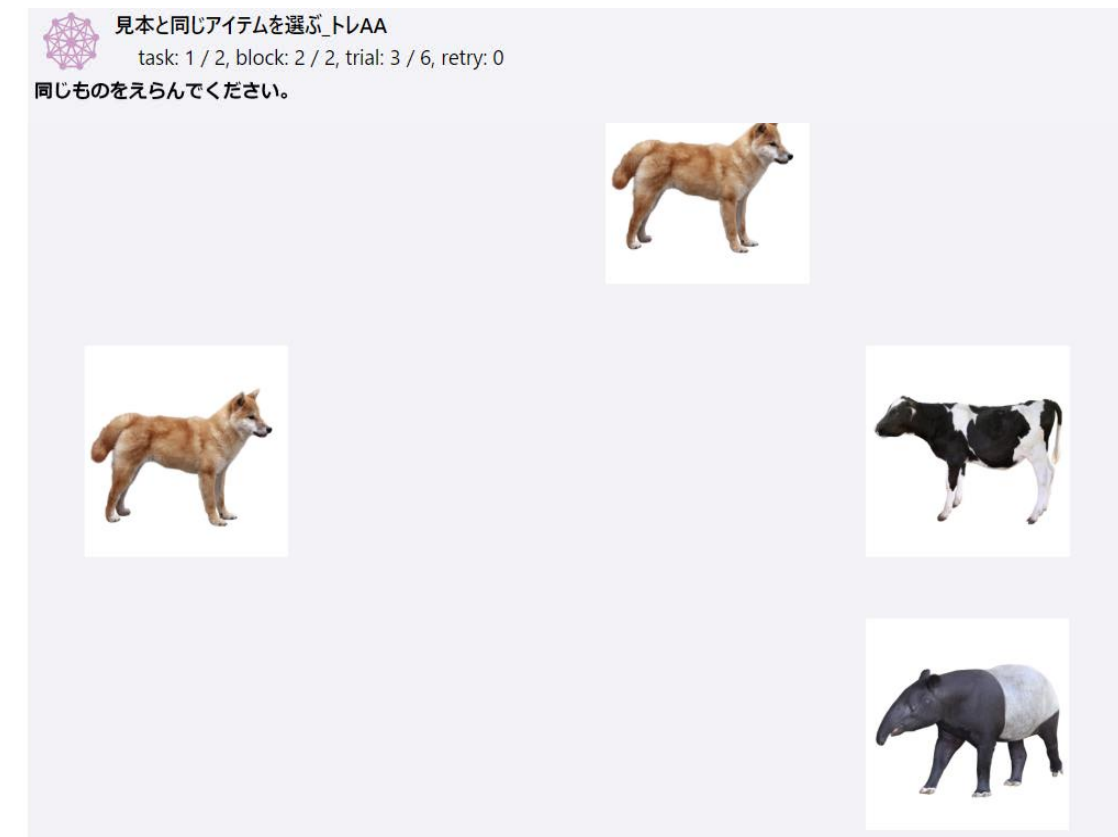 見本と同じアイテムを選ぶ_トレAA
task: 1 / 2, block: 2 / 2, trial: 3 / 6, retry: 0
同じものをえらんでください。